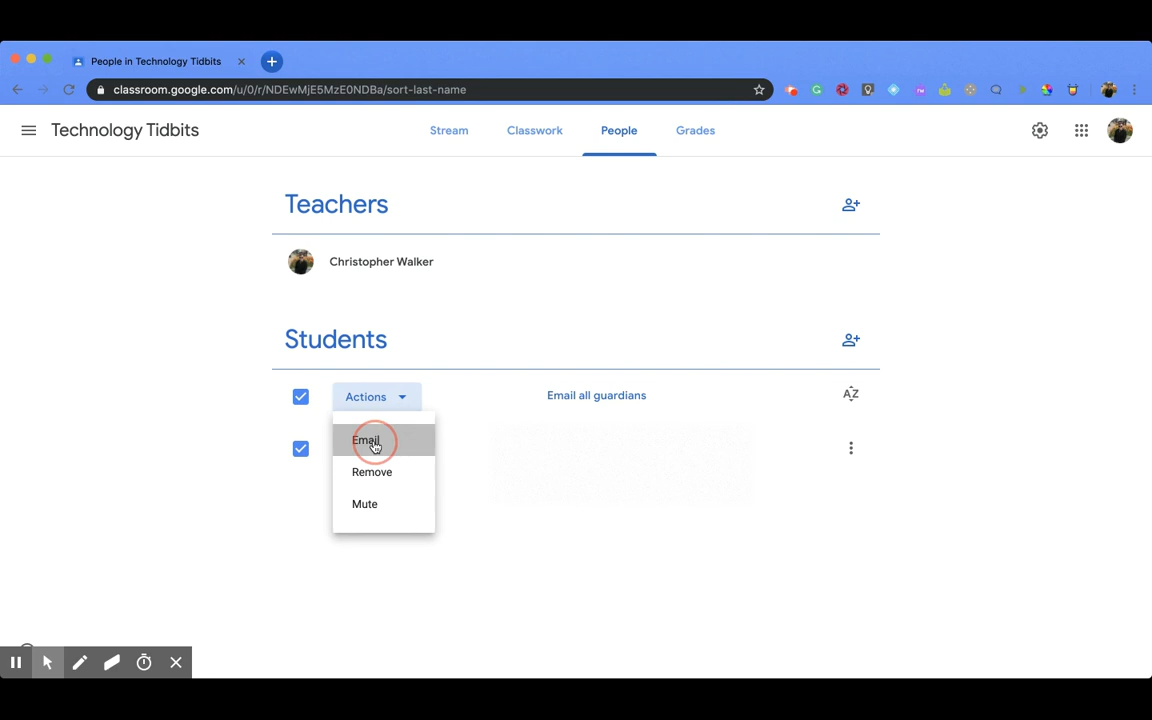 People in Technology Tidbits
classroom.google.com/u/0/r/NDEwMjE5MzE0NDBa/sort-last-name
Technology Tidbits
Stream
Classwork
People
Grades
Teachers
Christopher Walker
Students
Actions
Email all guardians
Email
Remove
Mute